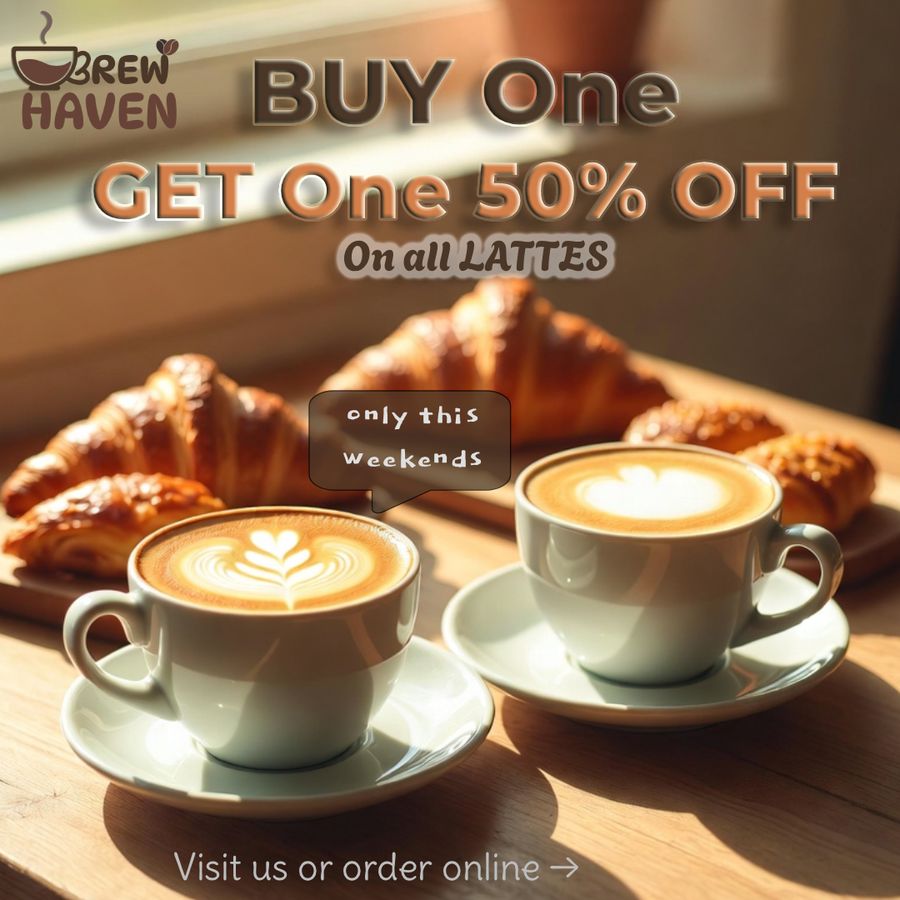 BREW
HAVEN
BUY One
GET One 50% OFF
On all LATTES
only this
weekends
Visit us or order online →